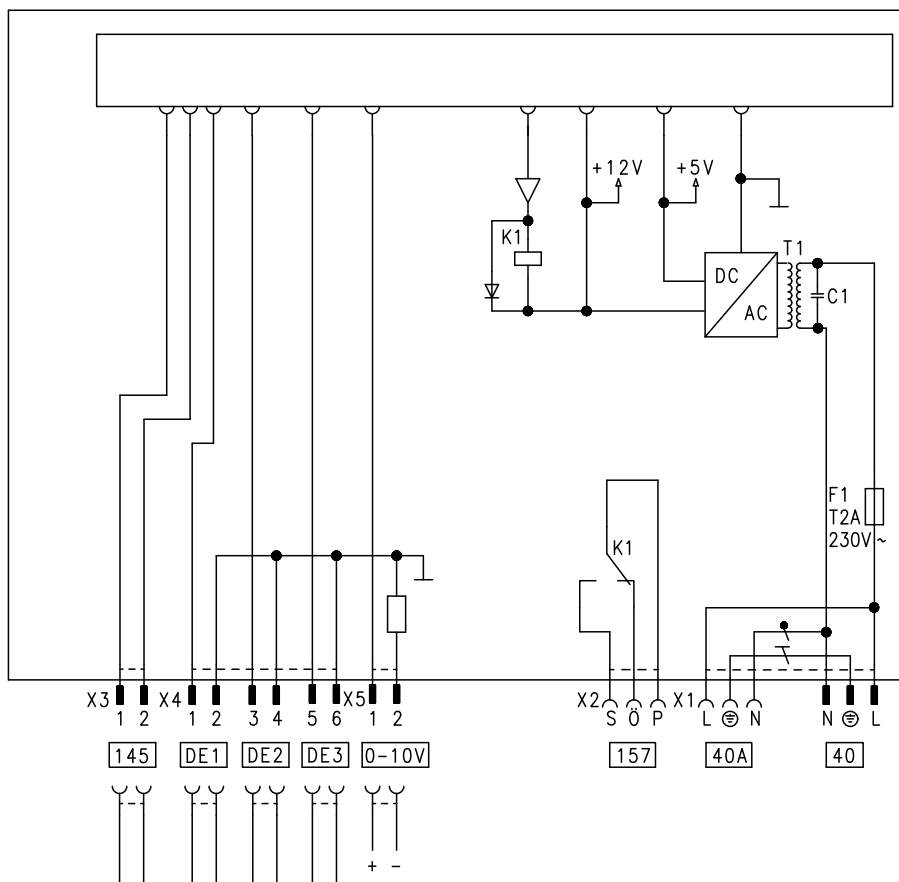 +12V +5V
K1 T1
DC
AC C1
F1
T2A
230V~
K1
X3 X4 X5 X2 X1
1 2 1 2 3 4 5 6 1 2 S Ö P L N N L
145 DE1 DE2 DE3 0-10V 157 40A 40
+ -